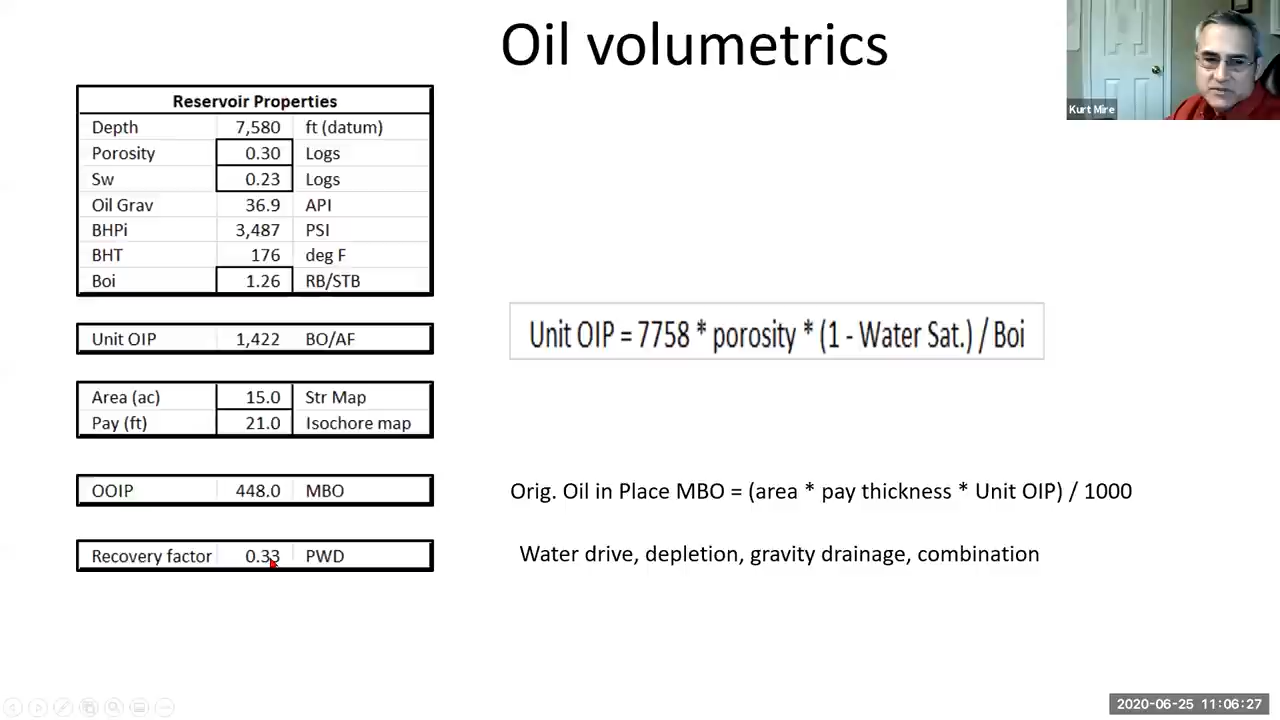 Oil volumetrics
Kurt Mire
Reservoir Properties
Depth 7,580 ft (datum)
Porosity 0.30 Logs
Sw 0.23 Logs
Oil Grav 36.9 API
BHPi 3,487 PSI
BHT 176 deg F
Boi 1.26 RB/STB
Unit OIP 1,422 BO/AF
Unit OIP = 7758 * porosity * (1 - Water Sat.) / Boi
Area (ac) 15.0 Str Map
Pay (ft) 21.0 Isochore map
OOIP 448.0 MBO
Orig. Oil in Place MBO = (area * pay thickness * Unit OIP) / 1000
Recovery factor 0.33 PWD
Water drive, depletion, gravity drainage, combination
2020-06-25 11:06:27